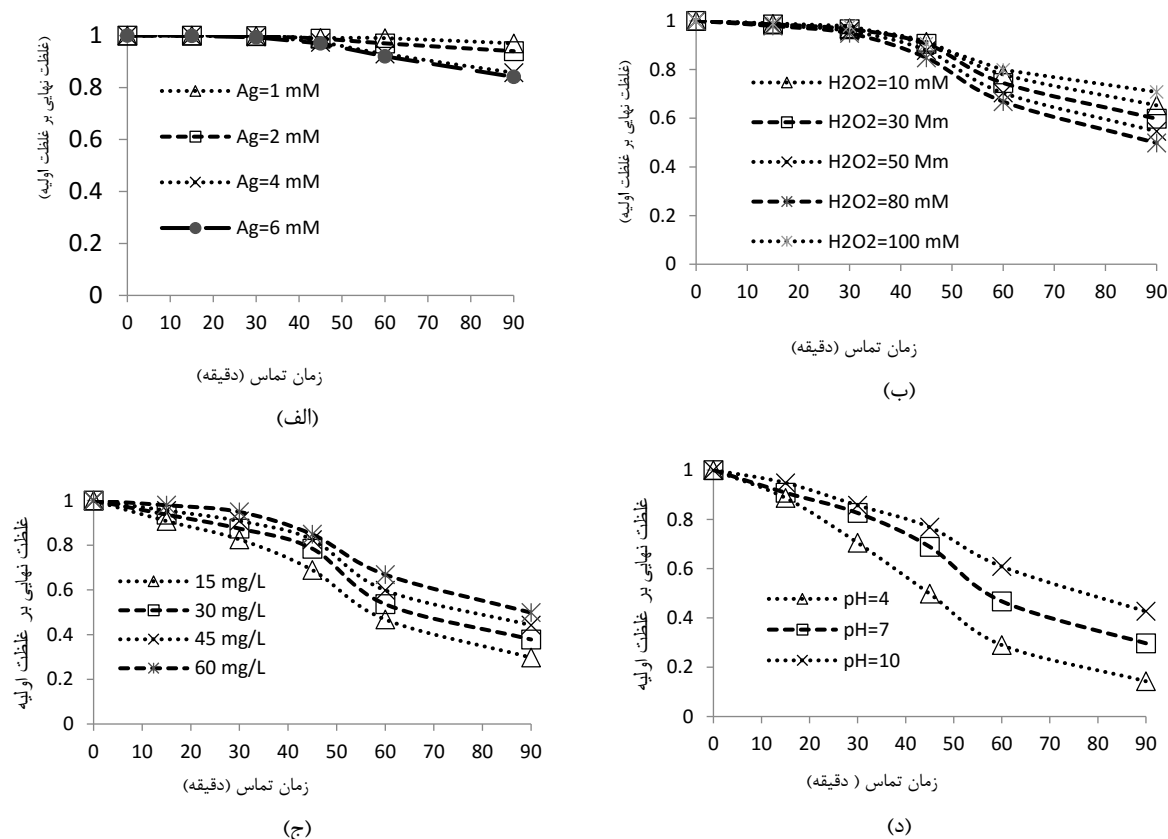 غلظت نهایی بر غلظت اولیه)
(
1
0.8
0.6
0.4
0.2
0
Ag=1 mM
Ag=2 mM
Ag=4 mM
Ag=6 mM
0 10 20 30 40 50 60 70 80 90
زمان تماس (دقیقه)
(الف)
(غلظت نهایی بر غلظت اولیه)
1
0.8
0.6
0.4
0.2
0
H2O2=10 mM
H2O2=30 Mm
H2O2=50 Mm
H2O2=80 mM
H2O2=100 mM
0 10 20 30 40 50 60 70 80 90
زمان تماس (دقیقه)
(ب)
غلظت نهایی بر غلظت اولیه
1
0.8
0.6
0.4
0.2
0
15 mg/L
30 mg/L
45 mg/L
60 mg/L
0 10 20 30 40 50 60 70 80 90
زمان تماس (دقیقه)
(ج)
غلظت نهایی بر غلظت اولیه
1
0.8
0.6
0.4
0.2
0
pH=4
pH=7
pH=10
0 10 20 30 40 50 60 70 80 90
زمان تماس ( دقیقه)
(د)